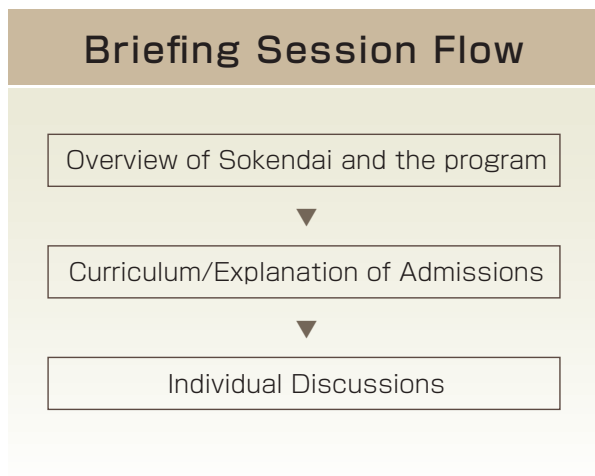 Briefing Session Flow
Overview of Sokendai and the program
Curriculum/Explanation of Admissions
Individual Discussions